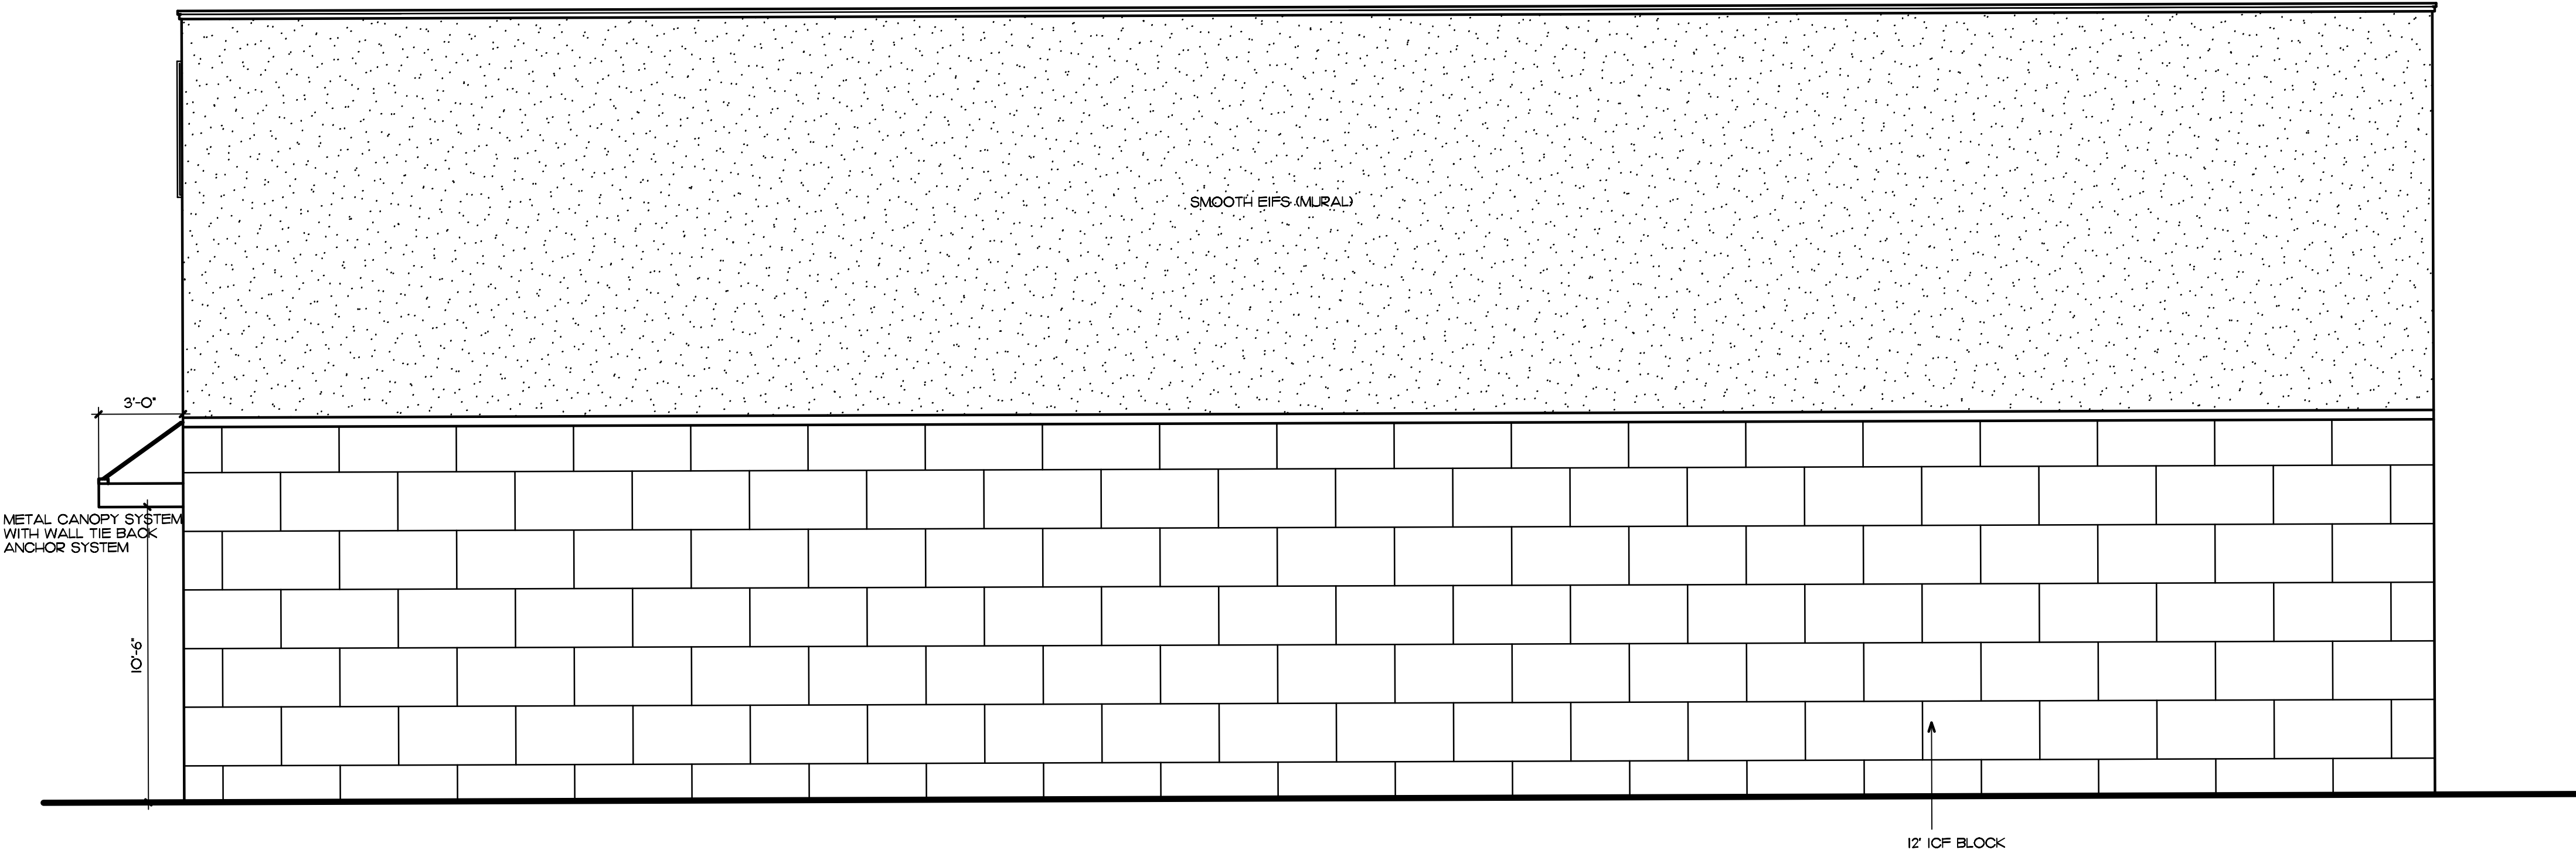 SMOOTH EIFS (MURAL)
3'-0"
METAL CANOPY SYSTEM
WITH WALL TIE BACK
ANCHOR SYSTEM
10'-6"
12' ICF BLOCK